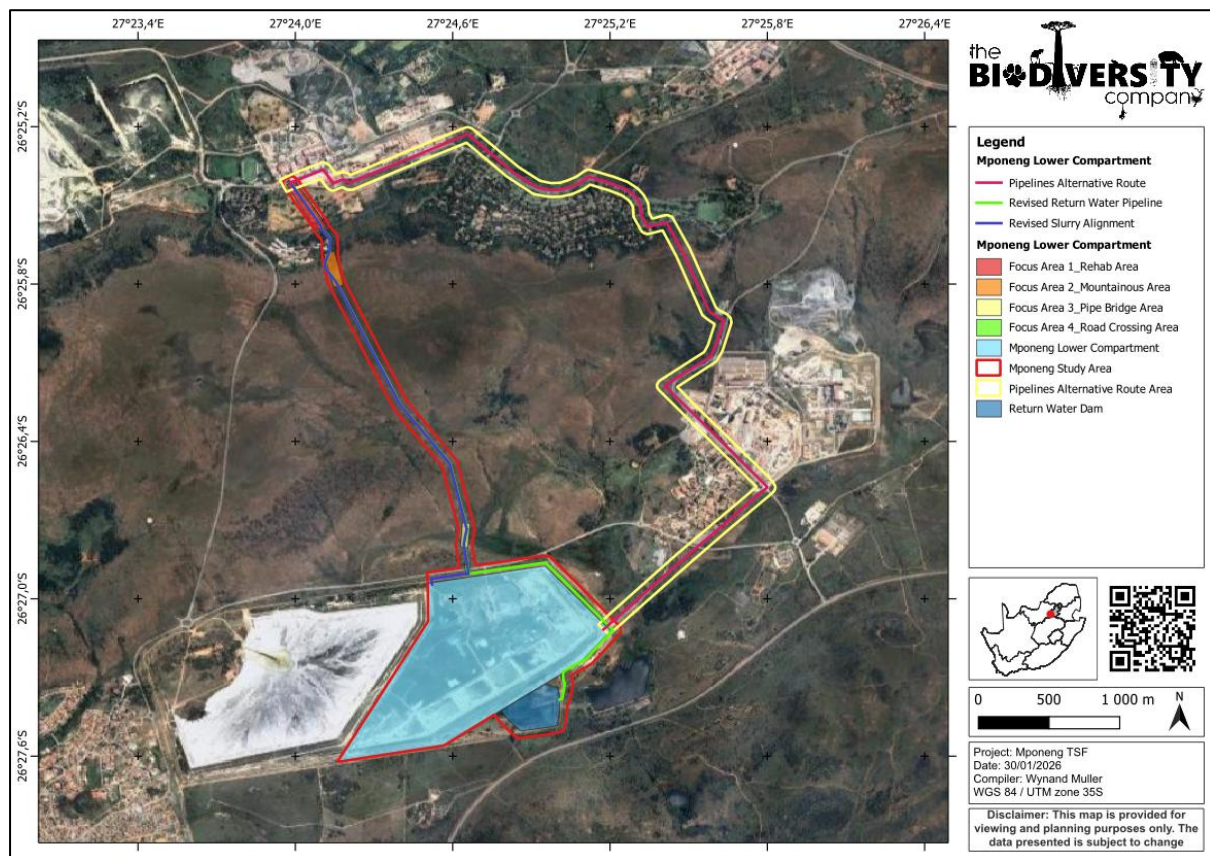 27°23,4'E 27°24,0'E 27°24,6'E 27°25,2'E 27°25,8'E 27°26,4'E
26°25,2'S
26°25,8'S
26°26,4'S
26°27,0'S
26°27,6'S
the
BIODIVERSITY
company
Legend
Mponeng Lower Compartment
Pipelines Alternative Route
Revised Return Water Pipeline
Revised Slurry Alignment
Mponeng Lower Compartment
Focus Area 1_Rehab Area
Focus Area 2_Mountainous Area
Focus Area 3_Pipe Bridge Area
Focus Area 4_Road Crossing Area
Mponeng Lower Compartment
Mponeng Study Area
Pipelines Alternative Route Area
Return Water Dam
0 500 1 000 m
N
Project: Mponeng TSF
Date: 30/01/2026
Compiler: Wynand Muller
WGS 84 / UTM zone 35S
Disclaimer: This map is provided for
viewing and planning purposes only. The
data presented is subject to change